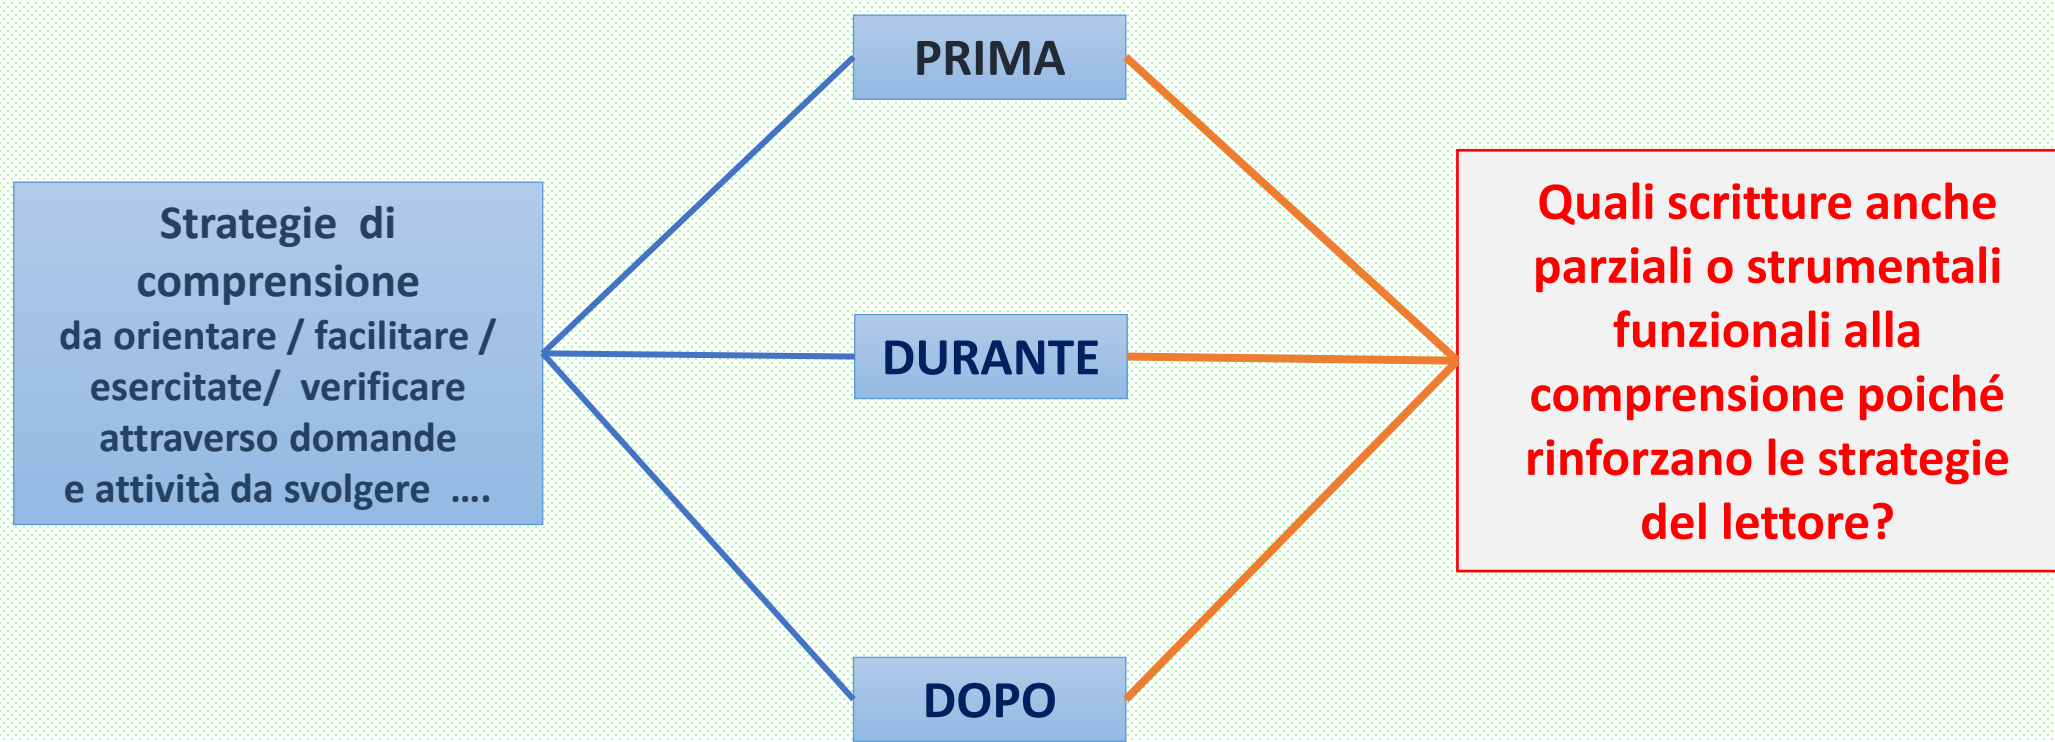 Strategie di
comprensione
da orientare / facilitare /
esercitate/ verificare
attraverso domande
e attività da svolgere ....
PRIMA
DURANTE
DOPO
Quali scritture anche
parziali o strumentali
funzionali alla
comprensione poiché
rinforzano le strategie
del lettore?